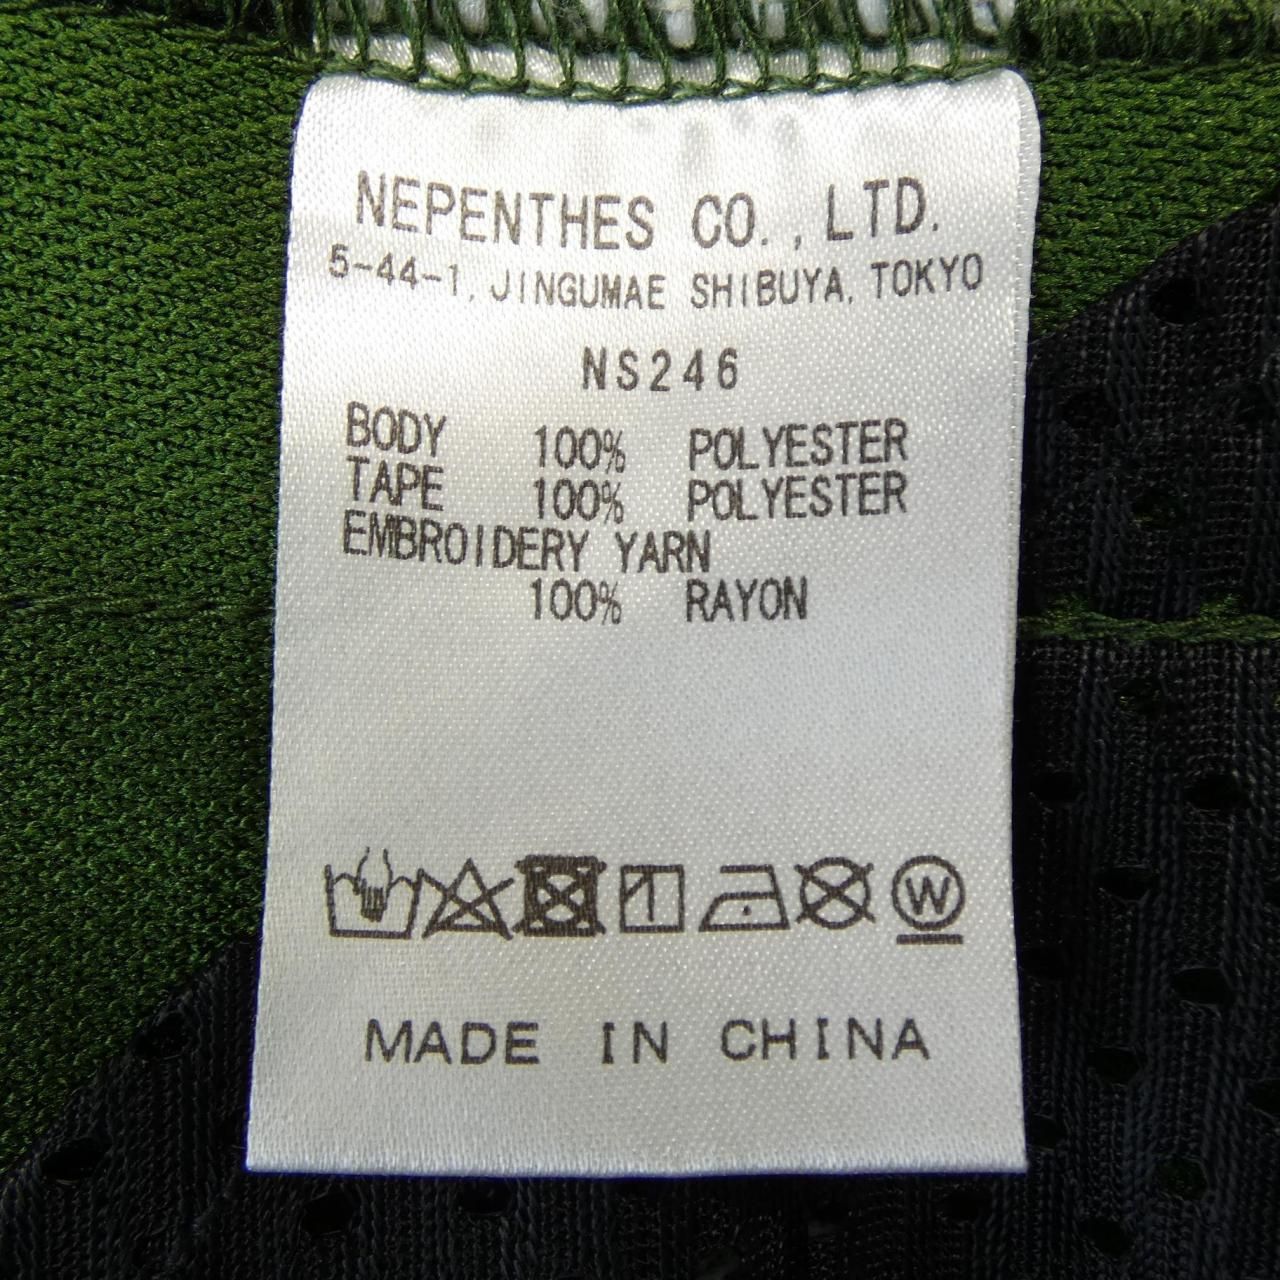 NEPENTHES CO., LTD.
5-44-1, JINGUMAE SHIBUYA, TOKYO
NS246
BODY 100% POLYESTER
TAPE 100% POLYESTER
EMBROIDERY YARN
100% RAYON
W
MADE IN CHINA